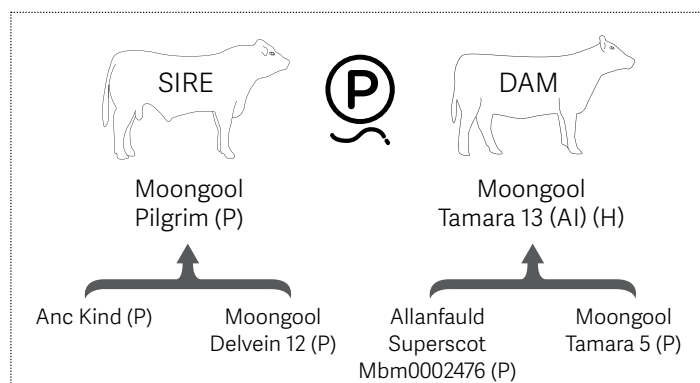 SIRE
P
DAM
Moongool
Pilgrim (P)
Moongool
Tamara 13 (AI) (H)
Anc Kind (P)
Moongool
Delvein 12 (P)
Allanfauld
Superscot
Mbm0002476 (P)
Moongool
Tamara 5 (P)